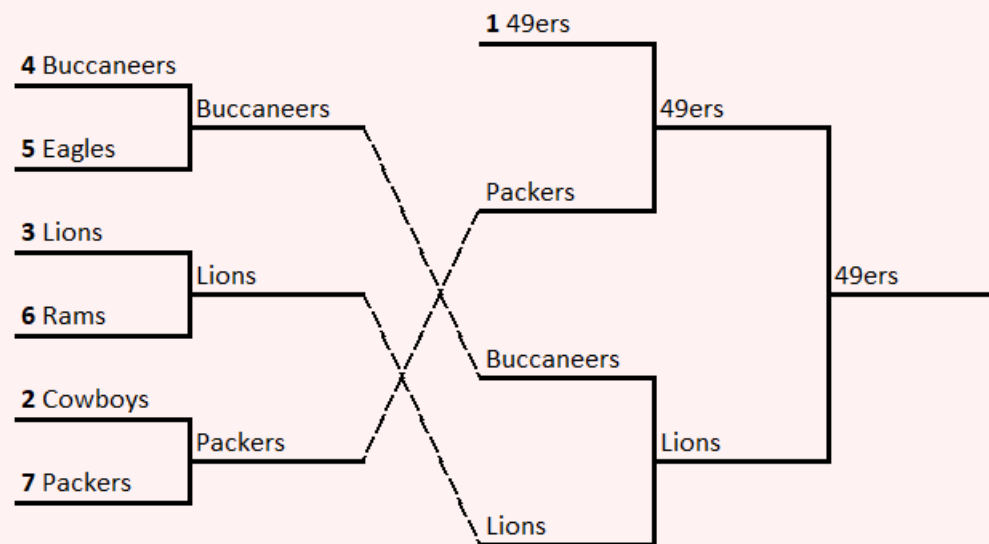 4 Buccaneers
5 Eagles
Buccaneers
3 Lions
6 Rams
Lions
2 Cowboys
7 Packers
Packers
1 49ers
Packers
49ers
Buccaneers
Lions
Lions
49ers